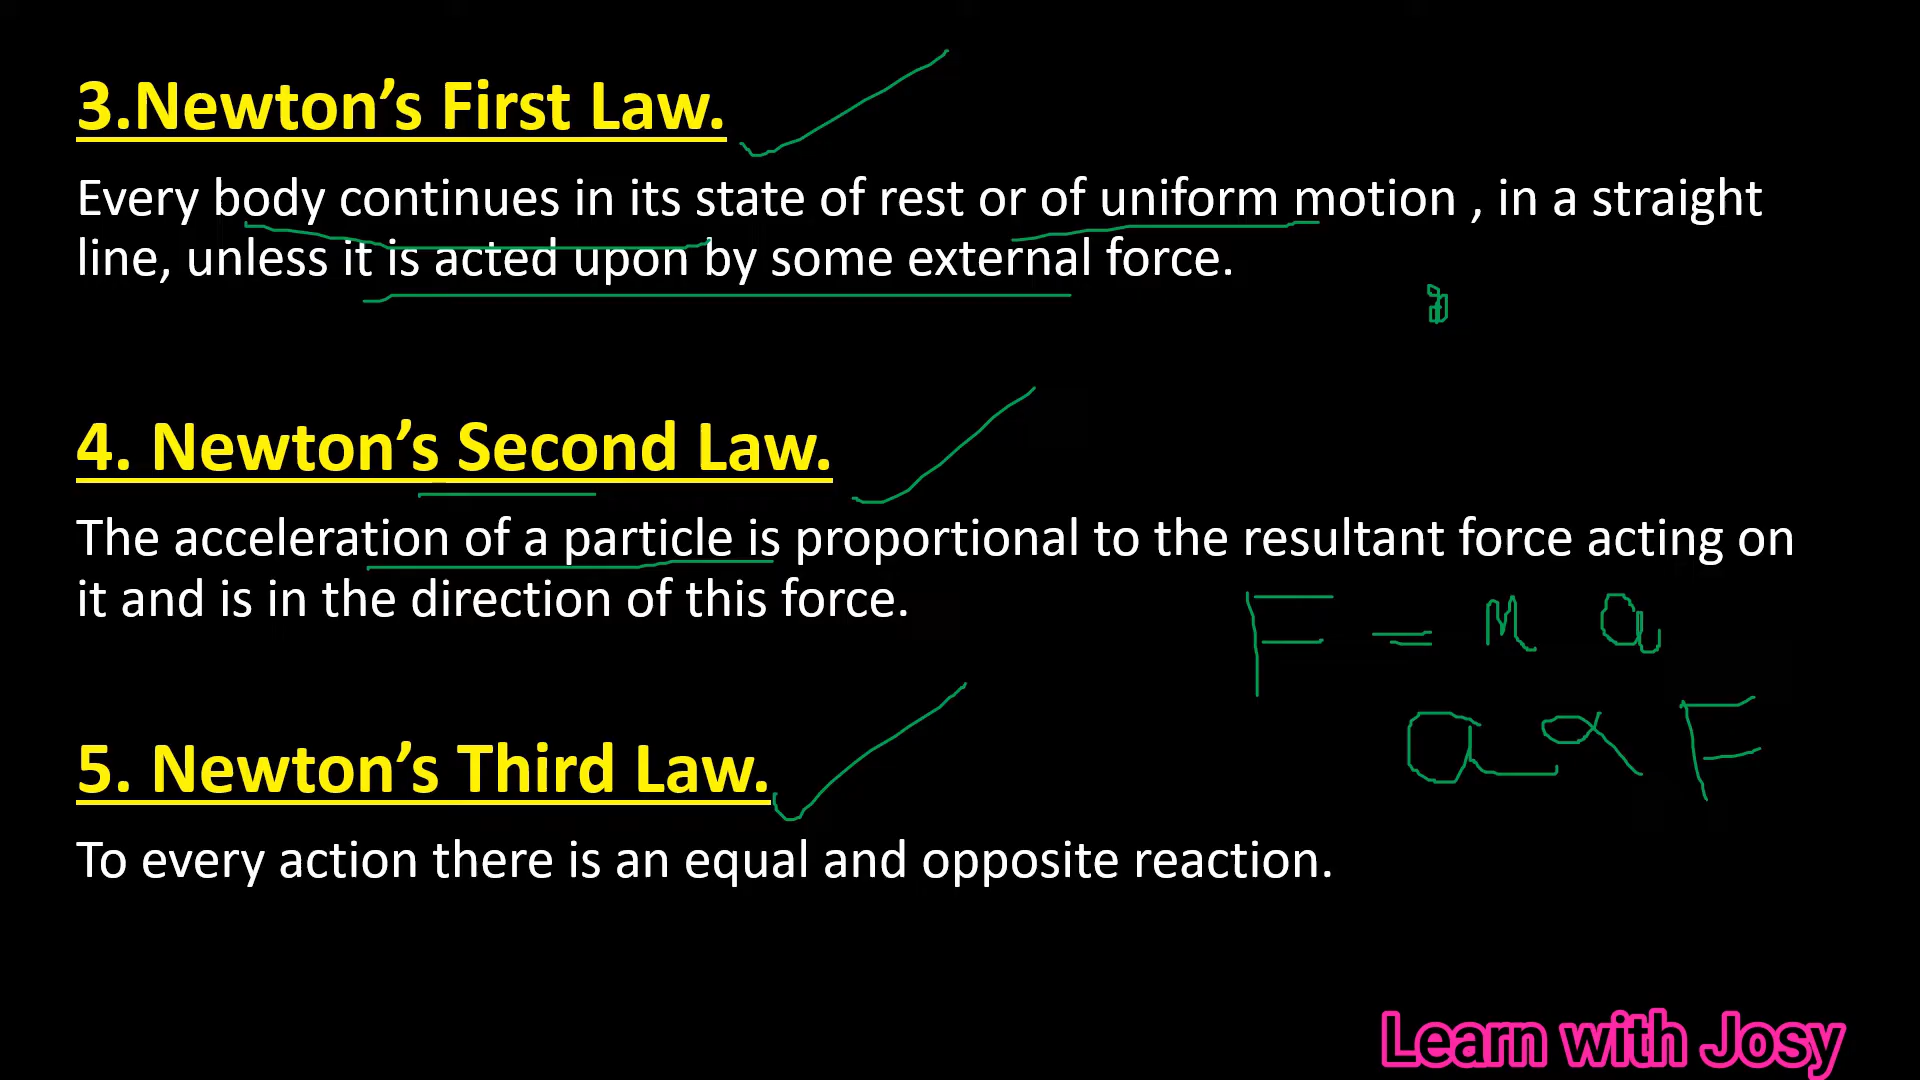 3.Newton’s First Law.
Every body continues in its state of rest or of uniform motion , in a straight
line, unless it is acted upon by some external force.
4. Newton’s Second Law.
The acceleration of a particle is proportional to the resultant force acting on
it and is in the direction of this force.
F = m a
a ∝ F
5. Newton’s Third Law.
To every action there is an equal and opposite reaction.
Learn with Josy